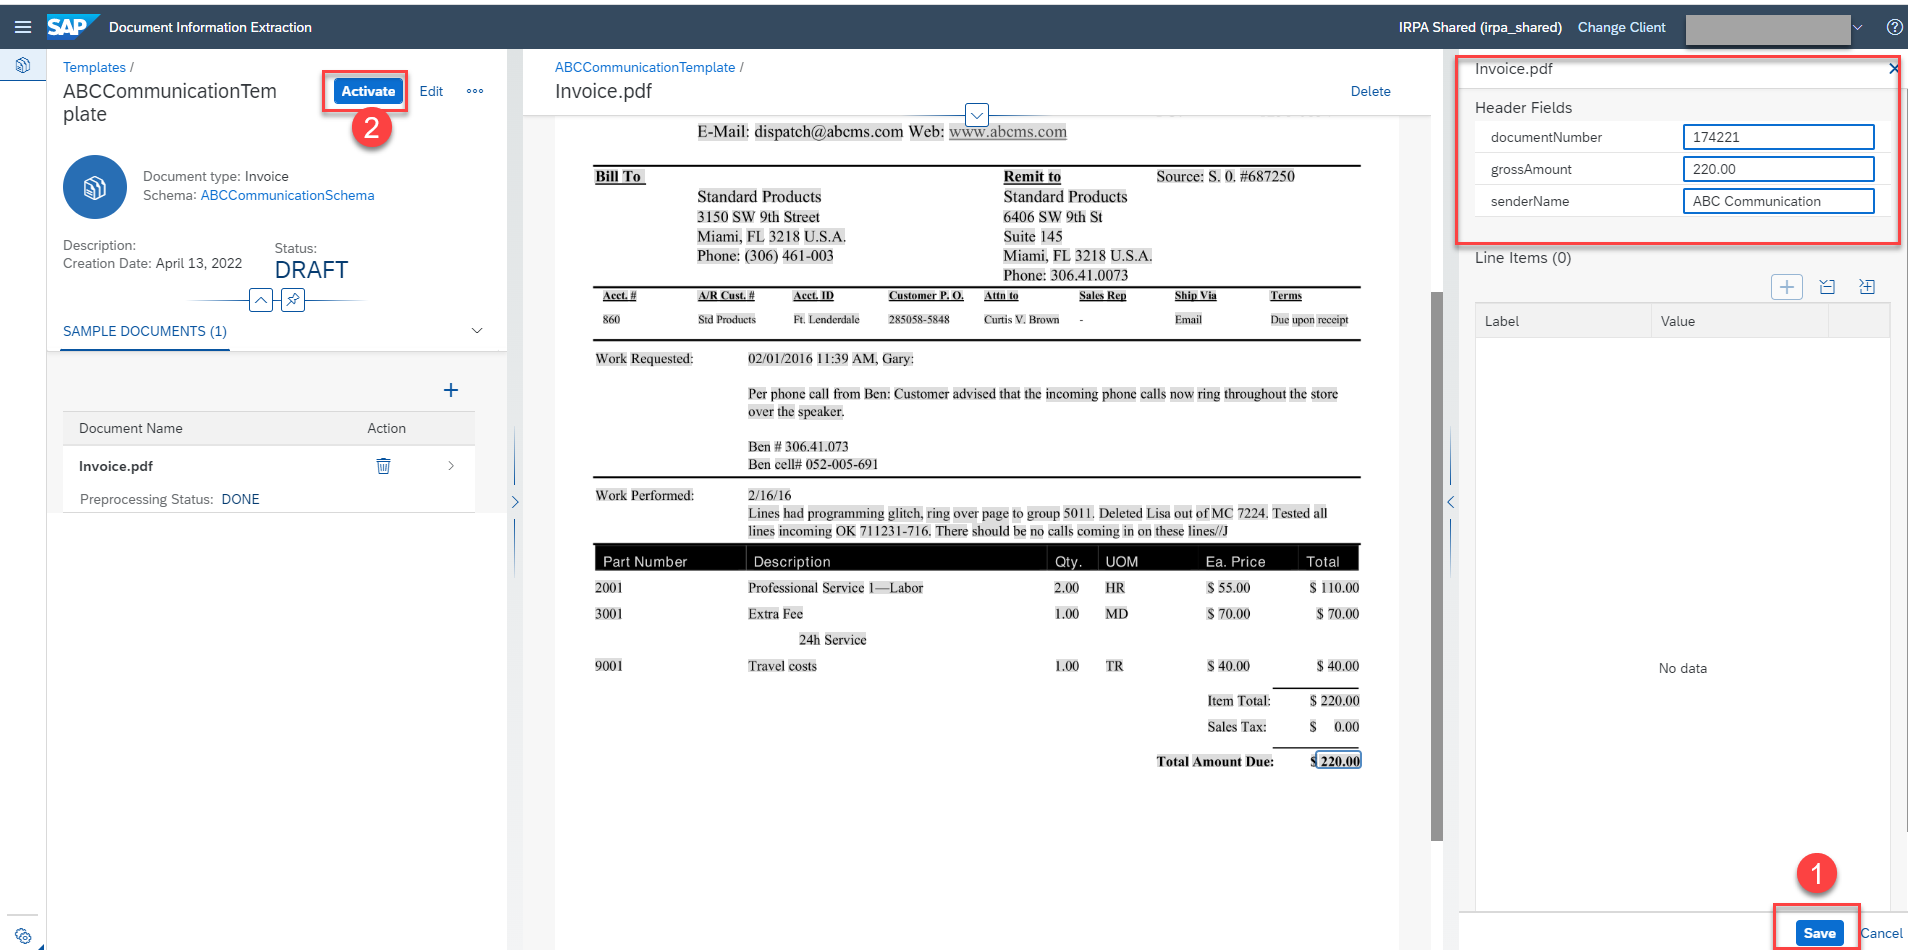 SAP Document Information Extraction
IRPA Shared (irpa_shared) Change Client
Templates /
ABCCommunicationTem
plate
Activate Edit
2
Document type: Invoice
Schema: ABCCommunicationSchema
Description:
Creation Date: April 13, 2022
Status:
DRAFT
SAMPLE DOCUMENTS (1)
Document Name Action
Invoice.pdf
Preprocessing Status: DONE
ABCCommunicationTemplate /
Invoice.pdf
Delete
E-Mail: dispatch@abcms.com Web: www.abcms.com
Bill To Remit to Source: S. 0. #687250
Standard Products Standard Products
3150 SW 9th Street 6406 SW 9th St
Miami, FL 3218 U.S.A. Suite 145
Phone: (306) 461-003 Miami, FL 3218 U.S.A.
Phone: 306.41.0073
Acct. # A/R Cust. # Acct. ID Customer P. O. Attn to Sales Rep Ship Via Terms
860 Std Products Ft. Lenderdale 285058-5848 Curtis V. Brown - Email Due upon receipt
Work Requested: 02/01/2016 11:39 AM, Gary:
Per phone call from Ben: Customer advised that the incoming phone calls now ring throughout the store
over the speaker.
Ben # 306.41.073
Ben cell# 052-005-691
Work Performed: 2/16/16
Lines had programming glitch, ring over page to group 5011. Deleted Lisa out of MC 7224. Tested all
lines incoming OK 711231-716. There should be no calls coming in on these lines//J
Part Number Description Qty. UOM Ea. Price Total
2001 Professional Service 1—Labor 2.00 HR $ 55.00 $ 110.00
3001 Extra Fee 1.00 MD $ 70.00 $ 70.00
24h Service
9001 Travel costs 1.00 TR $ 40.00 $ 40.00
Item Total: $ 220.00
Sales Tax: $ 0.00
Total Amount Due: $ 220.00
Invoice.pdf
Header Fields
documentNumber 174221
grossAmount 220.00
senderName ABC Communication
Line Items (0)
Label Value
No data
1
Save Cancel